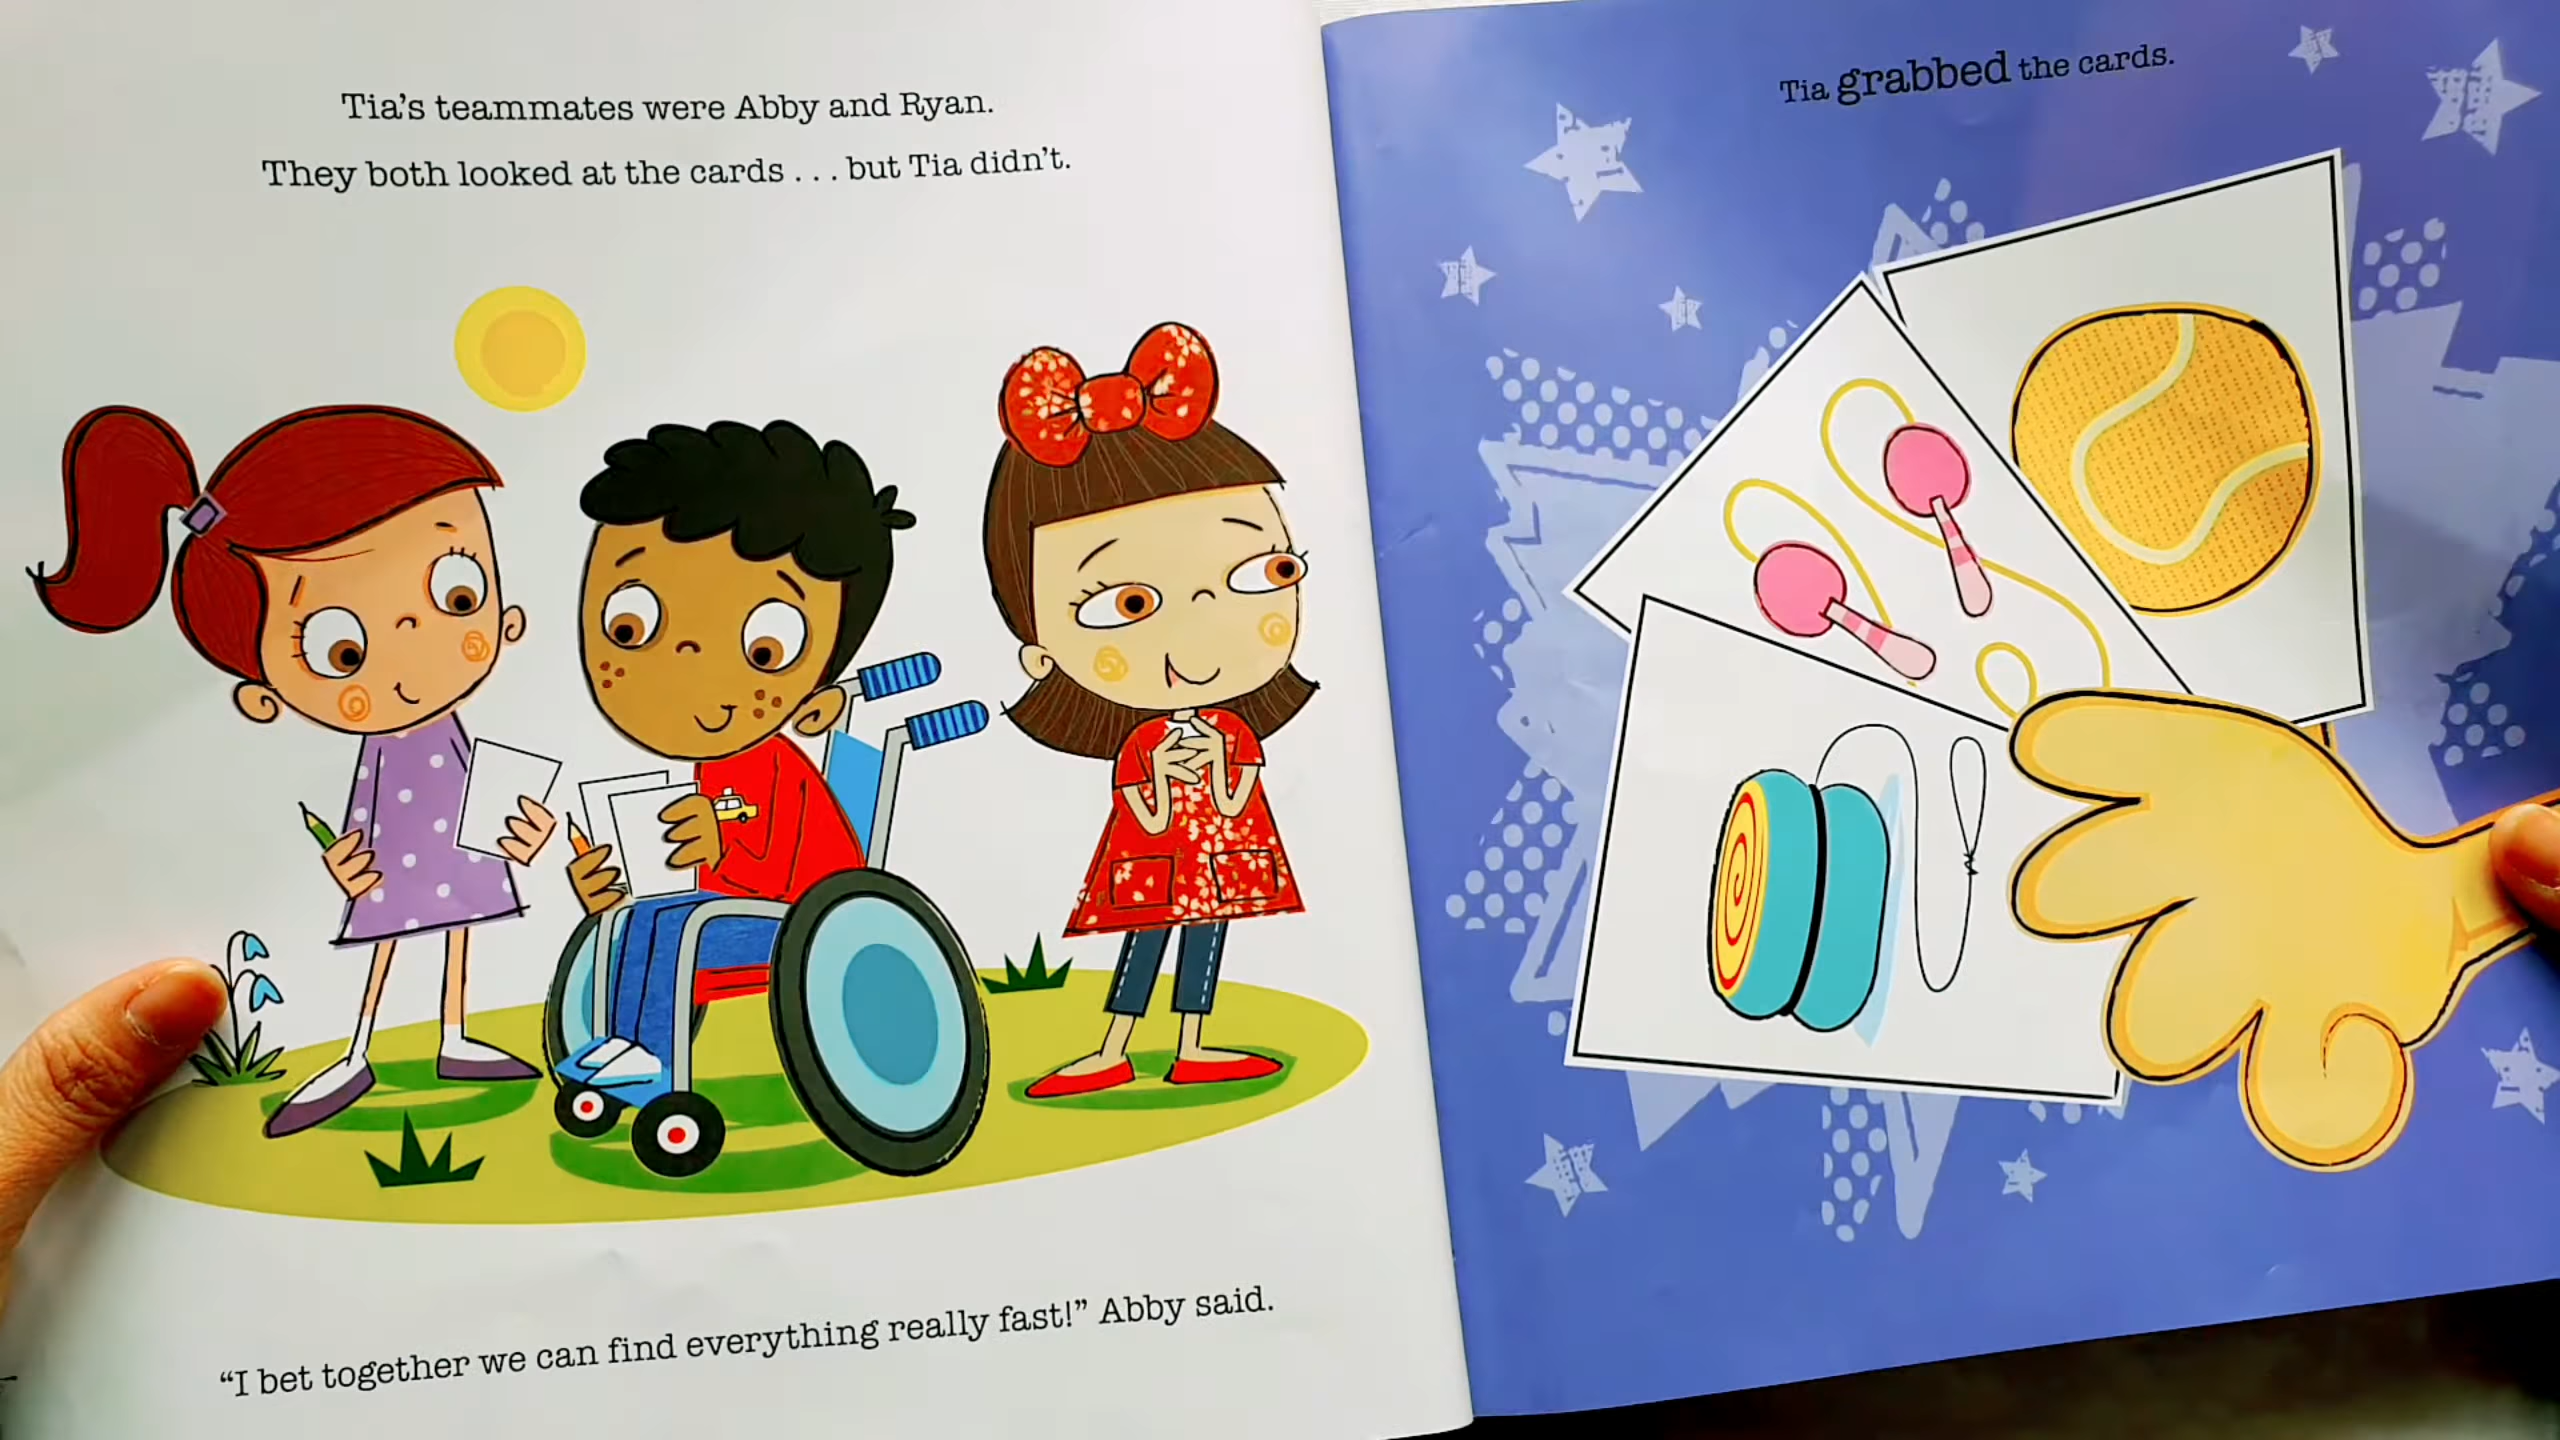 Tia's teammates were Abby and Ryan.
They both looked at the cards . . . but Tia didn't.
“I bet together we can find everything really fast!” Abby said.
Tia grabbed the cards.